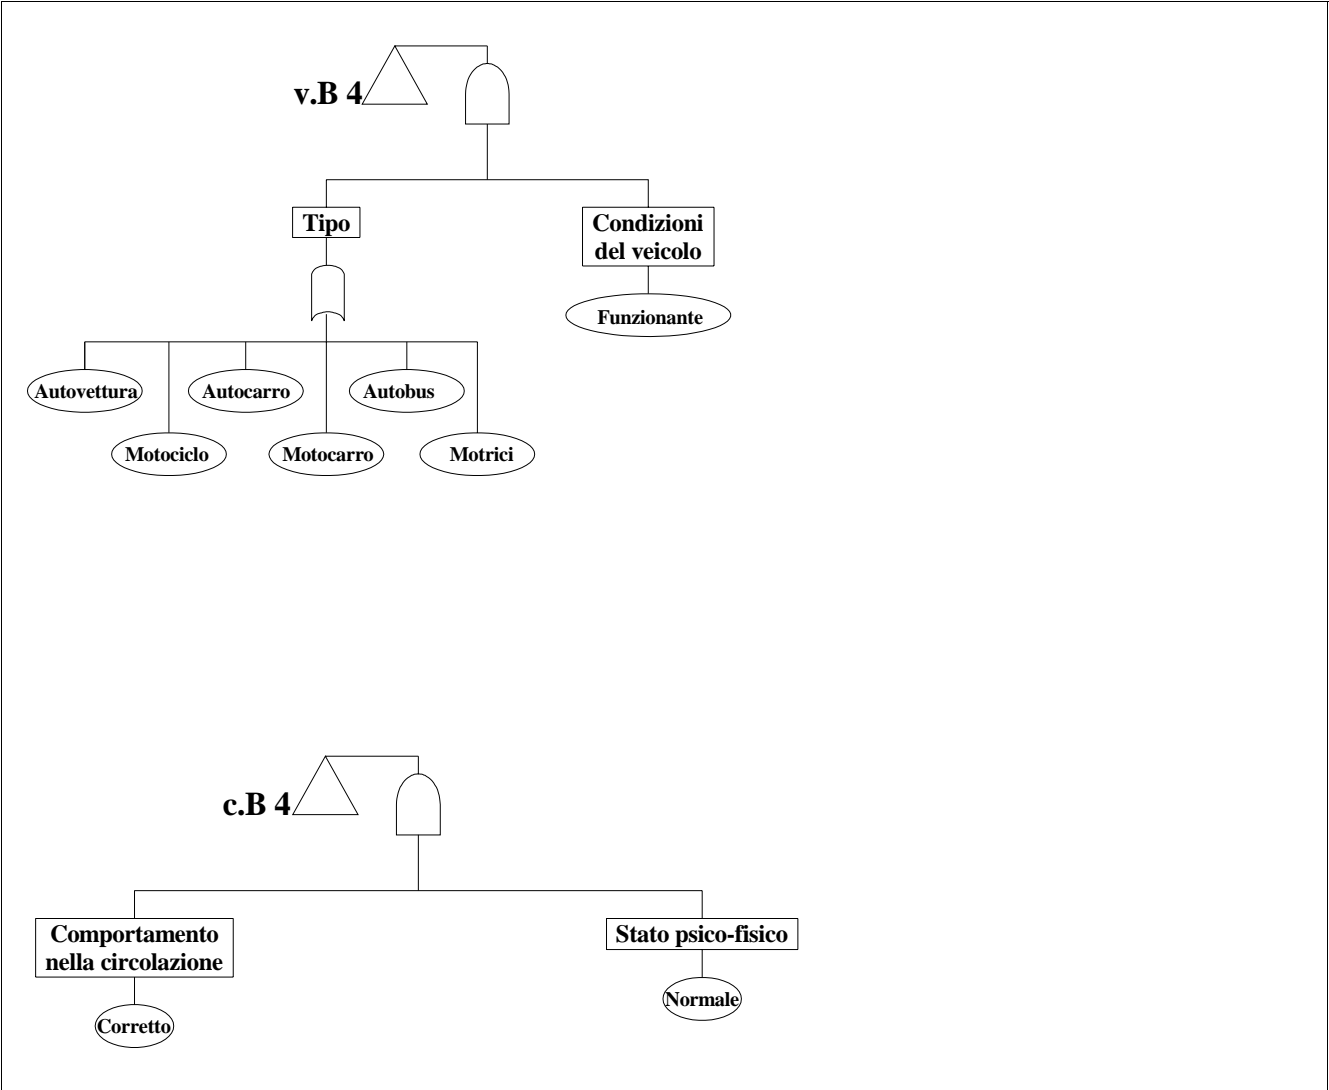 v.B 4
Tipo
Condizioni
del veicolo
Funzionante
Autovettura
Autocarro
Autobus
Motociclo
Motocarro
Motrici
c.B 4
Comportamento
nella circolazione
Stato psico-fisico
Normale
Corretto